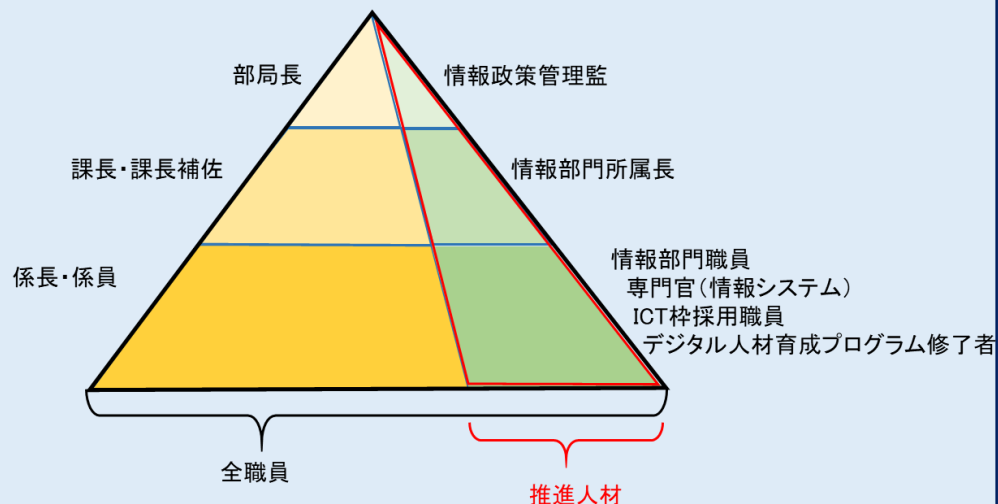 部局長
情報政策管理監
課長・課長補佐
情報部門所属長
係長・係員
情報部門職員
専門官(情報システム)
ICT枠採用職員
デジタル人材育成プログラム修了者
全職員
推進人材